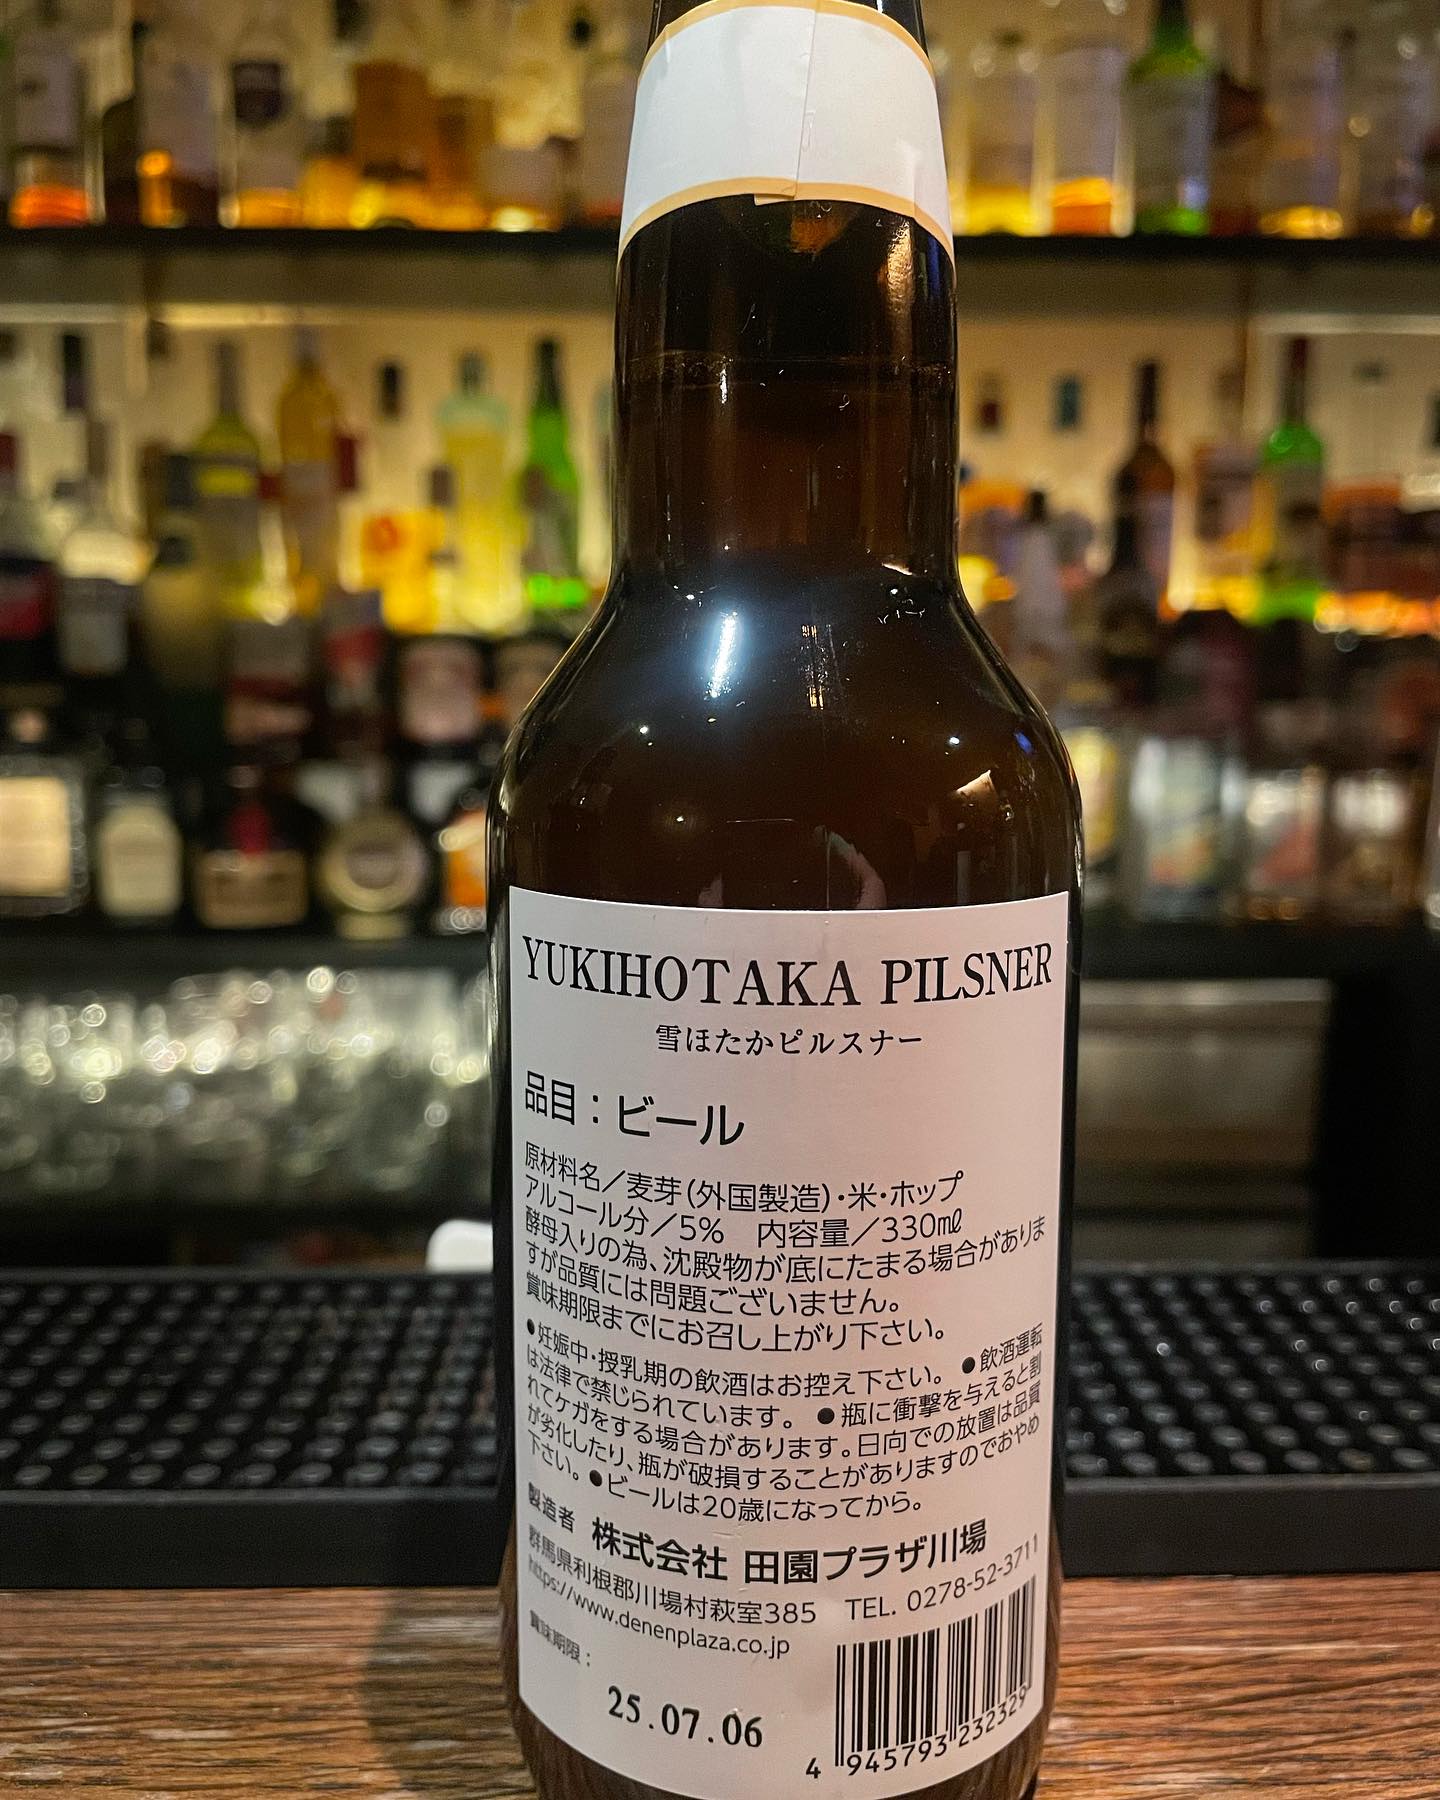 YUKIHOTAKA PILSNER
雪ほたかピルスナー
品目：ビール
原材料名／麦芽(外国製造)・米・ホップ
アルコール分／5%　内容量／330㎖
酵母入りの為、沈殿物が底にたまる場合がありま
すが品質には問題ございません。
賞味期限までにお召し上がり下さい。
●妊娠中・授乳期の飲酒はお控え下さい。 ●飲酒運転
は法律で禁じられています。 ●瓶に衝撃を与えると割
れてケガをする場合があります。日向での放置は品質
が劣化したり、瓶が破損することがありますのでおやめ
下さい。●ビールは20歳になってから。
製造者 株式会社 田園プラザ川場
群馬県利根郡川場村萩室385　TEL. 0278-52-3711
https://www.denenplaza.co.jp
賞味期限：
25.07.06
4 945793 232329